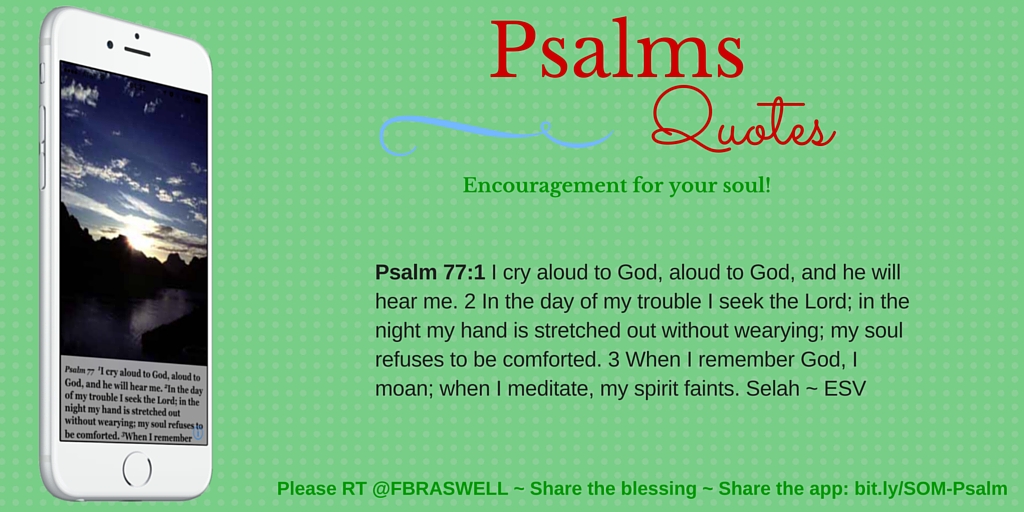 Psalms
Quotes
Encouragement for your soul!
Psalm 77:1 I cry aloud to God, aloud to God, and he will
hear me. 2 In the day of my trouble I seek the Lord; in the
night my hand is stretched out without wearying; my soul
refuses to be comforted. 3 When I remember God, I
moan; when I meditate, my spirit faints. Selah ~ ESV
Psalm 77 ¹I cry aloud to God, aloud to
God, and he will hear me. ²In the day
of my trouble I seek the Lord; in the
night my hand is stretched out
without wearying; my soul refuses to
be comforted. ³When I remember
Please RT @FBRASWELL ~ Share the blessing ~ Share the app: bit.ly/SOM-Psalm